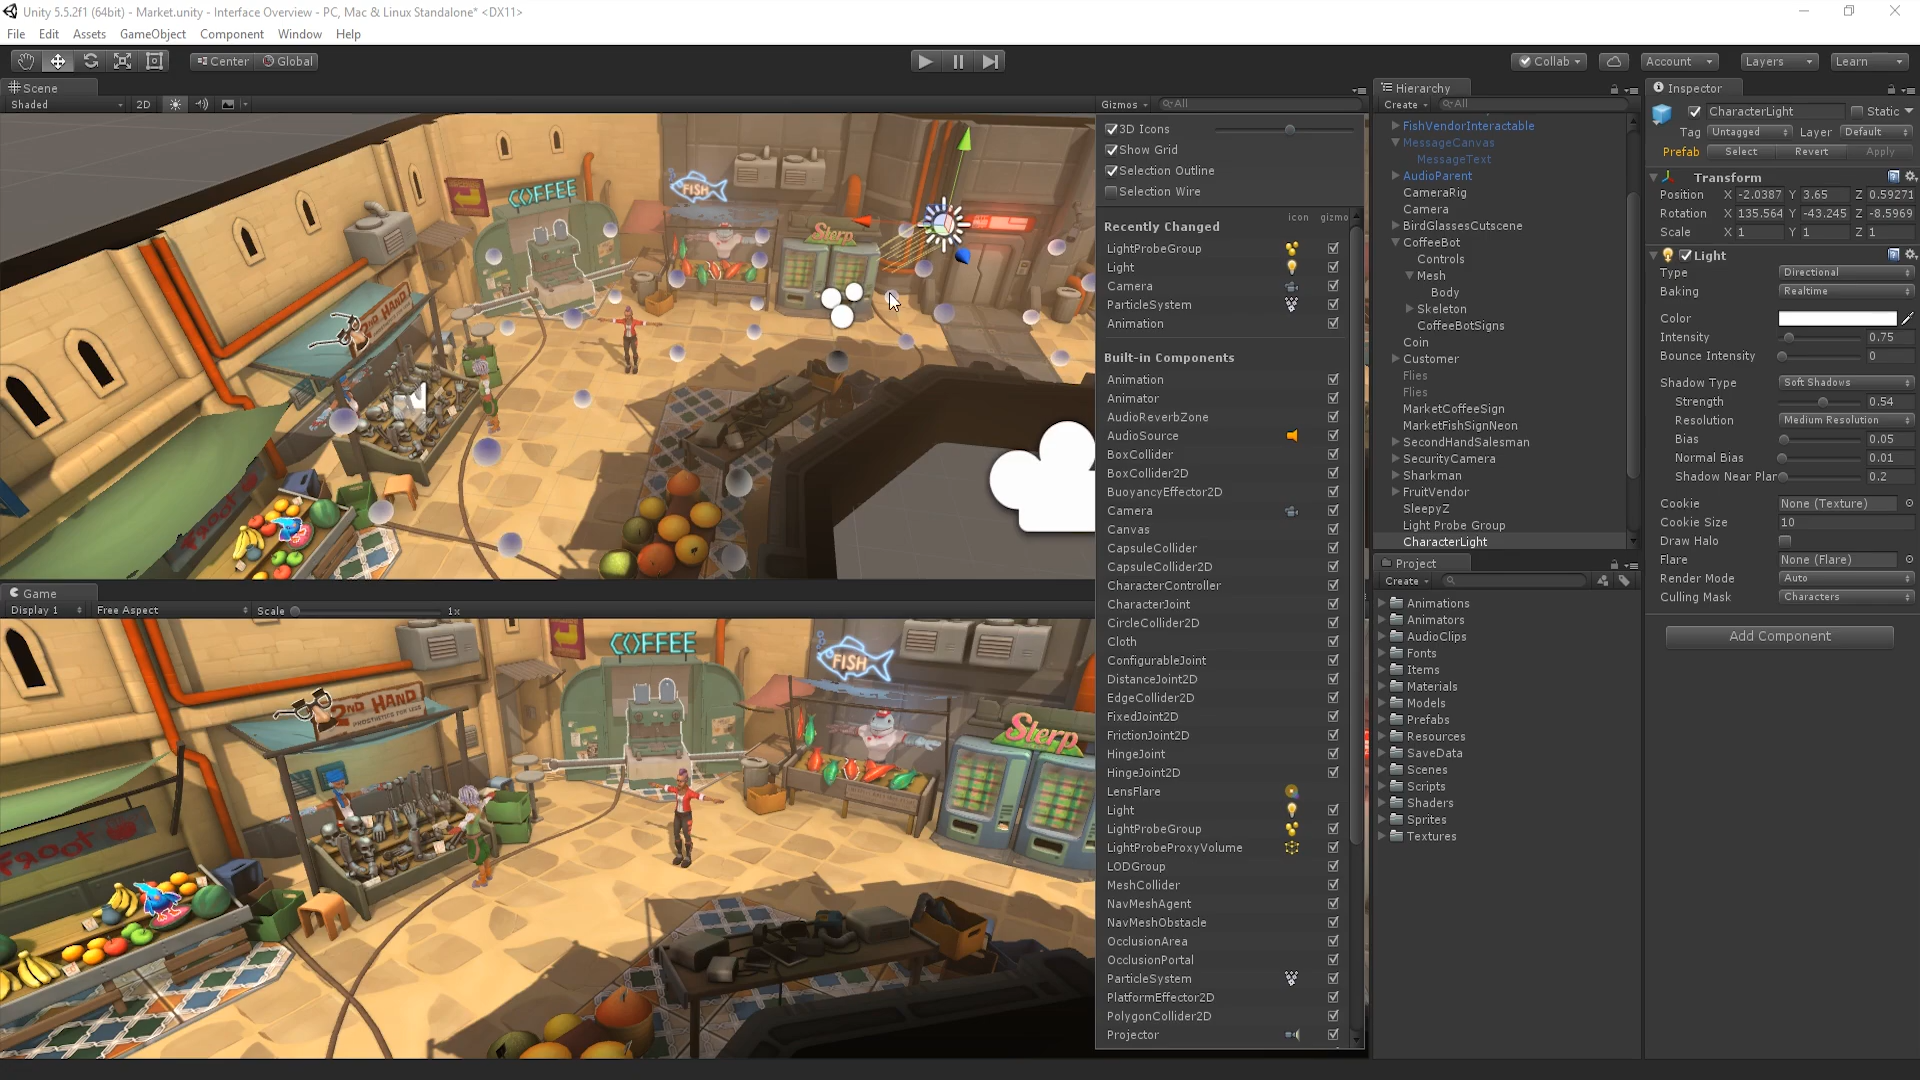 Unity 5.5.2f1 (64bit) - Market.unity - Interface Overview - PC, Mac & Linux Standalone* <DX11>
File Edit Assets GameObject Component Window Help
Center Global
Collab Account Layers Learn
Scene
Shaded 2D
Gizmos All
3D Icons
Show Grid
Selection Outline
Selection Wire
icon gizmo
Recently Changed
LightProbeGroup
Light
Camera
ParticleSystem
Animation
Built-in Components
Animation
Animator
AudioReverbZone
AudioSource
BoxCollider
BoxCollider2D
BuoyancyEffector2D
Camera
Canvas
CapsuleCollider
CapsuleCollider2D
CharacterController
CharacterJoint
CircleCollider2D
Cloth
ConfigurableJoint
DistanceJoint2D
EdgeCollider2D
FixedJoint2D
FrictionJoint2D
HingeJoint
HingeJoint2D
LensFlare
Light
LightProbeGroup
LightProbeProxyVolume
LODGroup
MeshCollider
NavMeshAgent
NavMeshObstacle
OcclusionArea
OcclusionPortal
ParticleSystem
PlatformEffector2D
PolygonCollider2D
Projector
COFFEE
FISH
Sterp
2ND HAND
Game
Display 1 Free Aspect Scale 1x
COFFEE
FISH
2ND HAND
PROSTHETICS FOR LESS
Sterp
FROOT
Hierarchy
Create All
FishVendorInteractable
MessageCanvas
MessageText
AudioParent
CameraRig
Camera
BirdGlassesCutscene
CoffeeBot
Controls
Mesh
Body
Skeleton
CoffeeBotSigns
Coin
Customer
Flies
Flies
MarketCoffeeSign
MarketFishSignNeon
SecondHandSalesman
SecurityCamera
Sharkman
FruitVendor
SleepyZ
Light Probe Group
CharacterLight
Project
Create
Animations
Animators
AudioClips
Fonts
Items
Materials
Models
Prefabs
Resources
SaveData
Scenes
Scripts
Shaders
Sprites
Textures
Inspector
CharacterLight Static
Tag Untagged Layer Default
Prefab Select Revert Apply
Transform
Position X -2.0387 Y 3.65 Z 0.59271
Rotation X 135.564 Y -43.245 Z -8.5969
Scale X 1 Y 1 Z 1
Light
Type Directional
Baking Realtime
Color
Intensity 0.75
Bounce Intensity 0
Shadow Type Soft Shadows
Strength 0.54
Resolution Medium Resolution
Bias 0.05
Normal Bias 0.01
Shadow Near Plar 0.2
Cookie None (Texture)
Cookie Size 10
Draw Halo
Flare None (Flare)
Render Mode Auto
Culling Mask Characters
Add Component